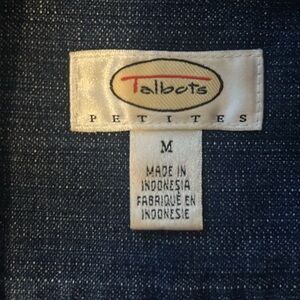 Talbots
PETITES
M
MADE IN
INDONESIA
FABRIQUÉ EN
INDONESIE